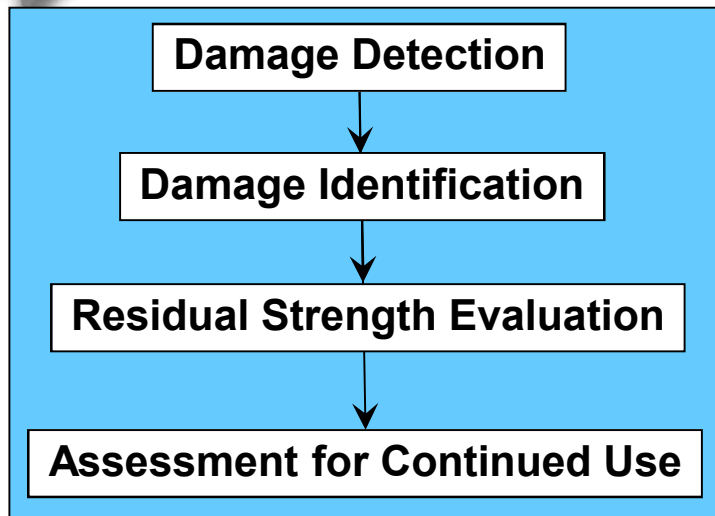 Damage Detection
Damage Identification
Residual Strength Evaluation
Assessment for Continued Use